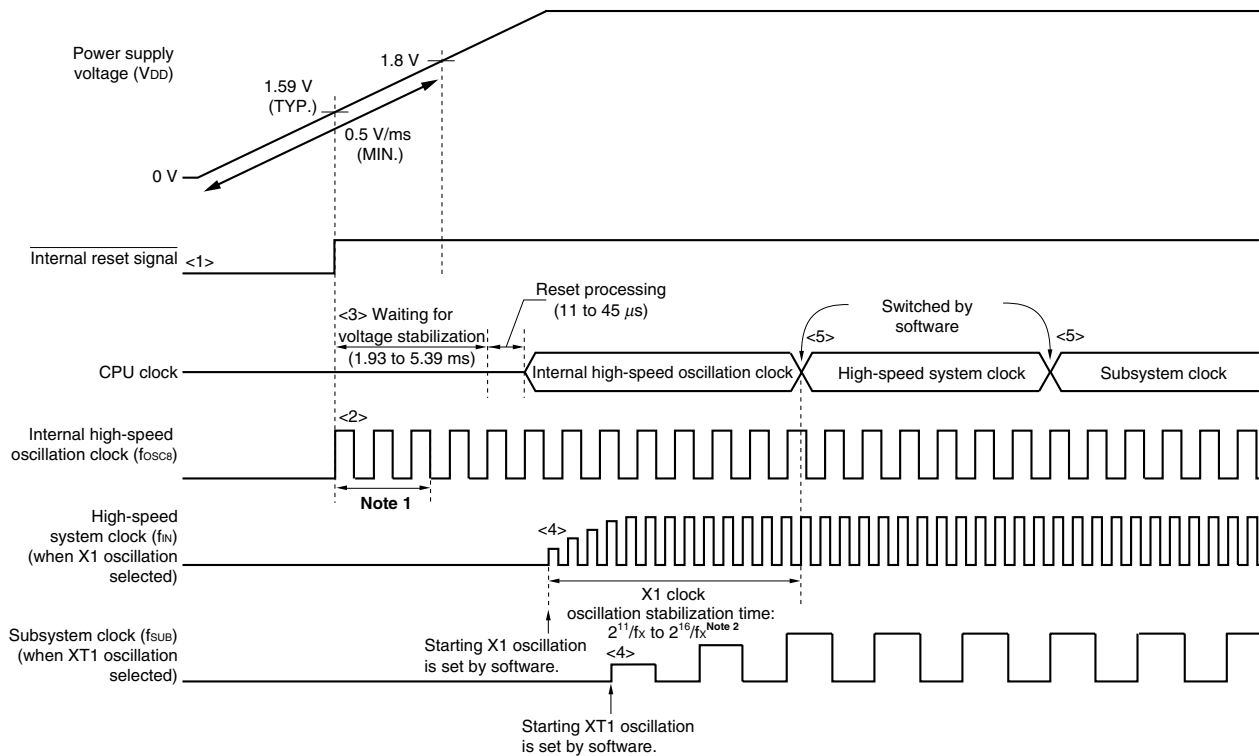 Power supply
voltage (VDD)
1.8 V
1.59 V
(TYP.)
0.5 V/ms
(MIN.)
0 V
Internal reset signal
<1>
Reset processing
(11 to 45 μs)
<3> Waiting for
voltage stabilization
(1.93 to 5.39 ms)
Switched by
software
<5>
<5>
CPU clock
Internal high-speed oscillation clock
High-speed system clock
Subsystem clock
<2>
Internal high-speed
oscillation clock (fOSC8)
Note 1
High-speed
system clock (fIN)
(when X1 oscillation
selected)
<4>
X1 clock
oscillation stabilization time:
2^11/fX to 2^16/fX Note 2
Starting X1 oscillation
is set by software.
Subsystem clock (fSUB)
(when XT1 oscillation
selected)
<4>
Starting XT1 oscillation
is set by software.